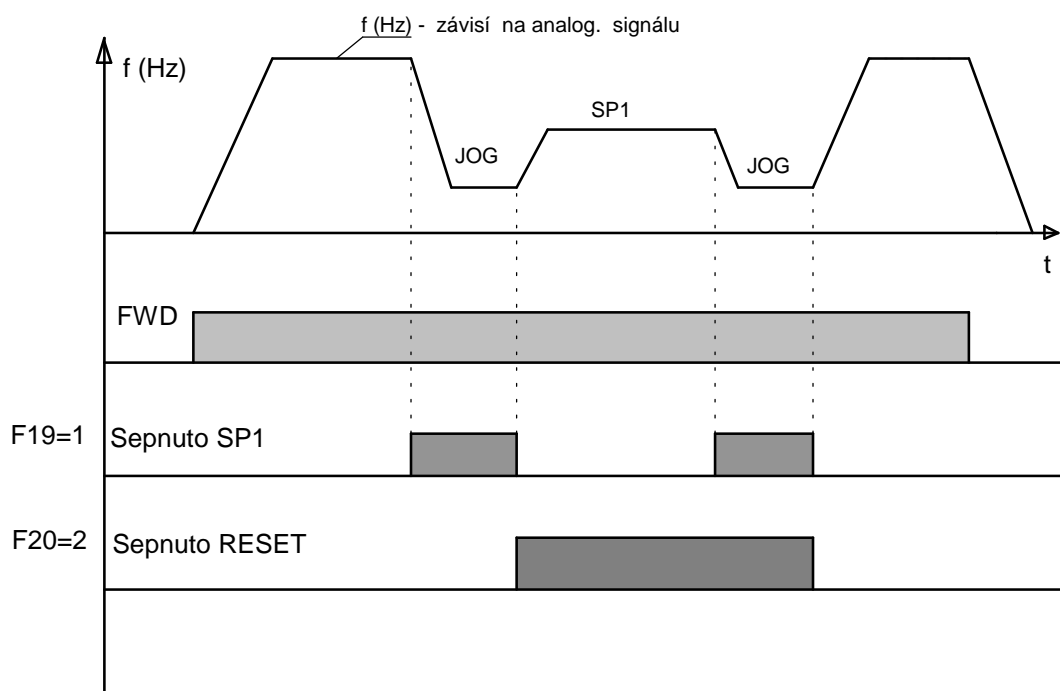 f (Hz) - závisí na analog. signálu
f (Hz)
SP1
JOG
JOG
t
FWD
F19=1 Sepnuto SP1
F20=2 Sepnuto RESET